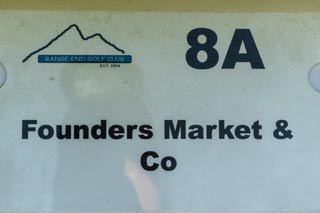 RANGE END GOLF CLUB
EST. 1954
8A
Founders Market &
Co